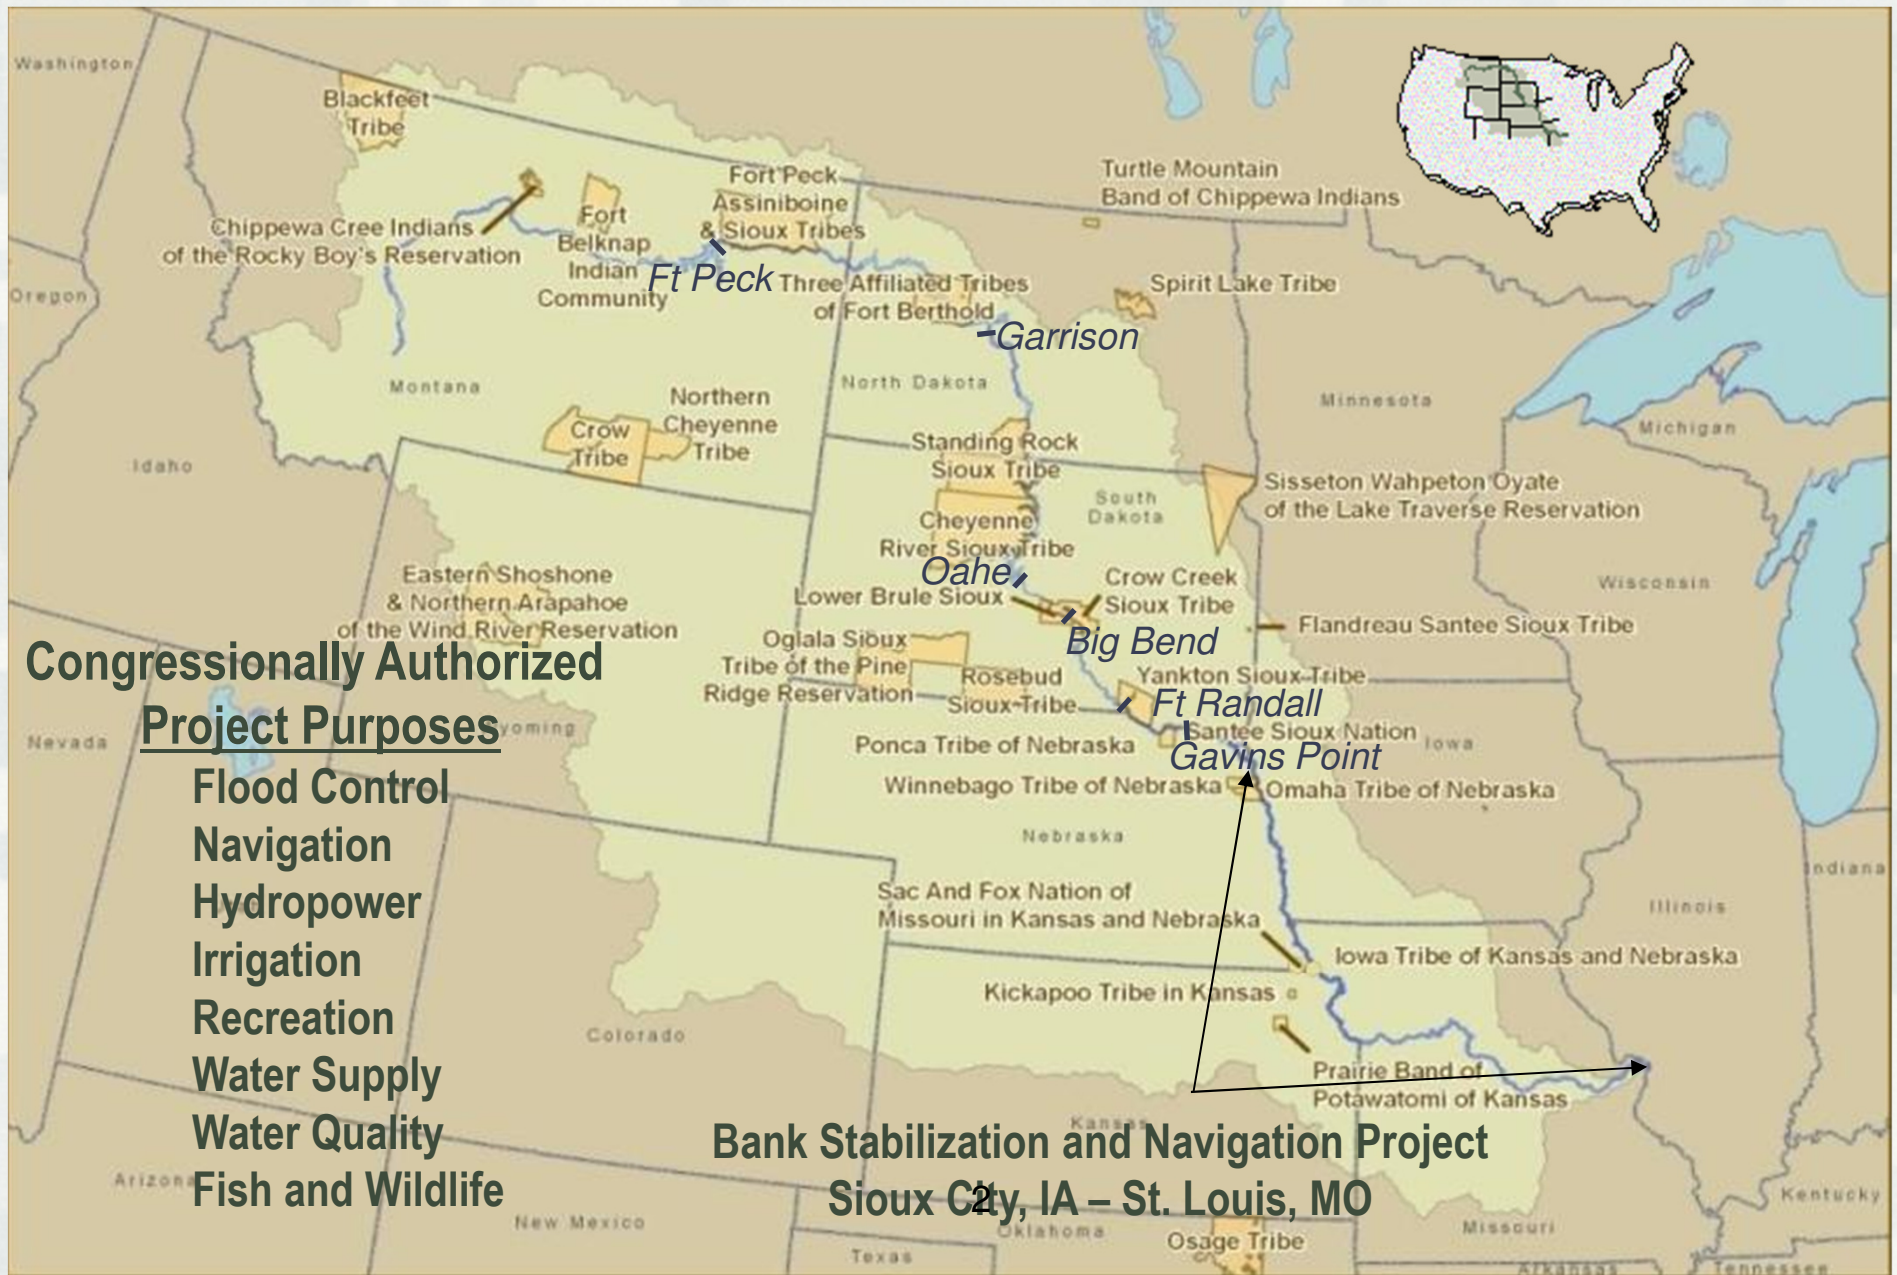 Washington
Blackfeet
Tribe
Turtle Mountain
Band of Chippewa Indians
Fort Peck
Assiniboine
& Sioux Tribes
Chippewa Cree Indians
of the Rocky Boy's Reservation
Fort
Belknap
Indian
Community
Ft Peck
Three Affiliated Tribes
of Fort Berthold
Spirit Lake Tribe
Oregon
Garrison
Montana
North Dakota
Minnesota
Michigan
Northern
Cheyenne
Tribe
Crow
Tribe
Idaho
Standing Rock
Sioux Tribe
South
Dakota
Sisseton Wahpeton Oyate
of the Lake Traverse Reservation
Cheyenne
River Sioux Tribe
Oahe
Wisconsin
Eastern Shoshone
& Northern Arapahoe
of the Wind River Reservation
Lower Brule Sioux
Crow Creek
Sioux Tribe
Flandreau Santee Sioux Tribe
Big Bend
Oglala Sioux
Tribe of the Pine
Ridge Reservation
Rosebud
Sioux Tribe
Yankton Sioux Tribe
Ft Randall
Santee Sioux Nation
Gavins Point
Ponca Tribe of Nebraska
Iowa
Winnebago Tribe of Nebraska
Omaha Tribe of Nebraska
Nevada
Wyoming
Congressionally Authorized
Project Purposes
Flood Control
Navigation
Hydropower
Irrigation
Recreation
Water Supply
Water Quality
Fish and Wildlife
Nebraska
Indiana
Illinois
Sac And Fox Nation of
Missouri in Kansas and Nebraska
Iowa Tribe of Kansas and Nebraska
Kickapoo Tribe in Kansas
Colorado
Prairie Band of
Potawatomi of Kansas
Kansas
Bank Stabilization and Navigation Project
Sioux City, IA – St. Louis, MO
2
Arizona
New Mexico
Oklahoma
Texas
Osage Tribe
Missouri
Kentucky
Arkansas
Tennessee